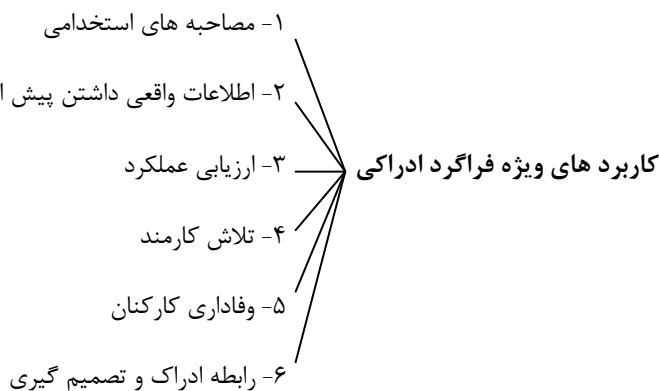 کاربرد های ویژه فراگرد ادراکی
۱- مصاحبه های استخدامی
۲- اطلاعات واقعی داشتن پیش ا
۳- ارزیابی عملکرد
۴- تلاش کارمند
۵- وفاداری کارکنان
۶- رابطه ادراک و تصمیم گیری